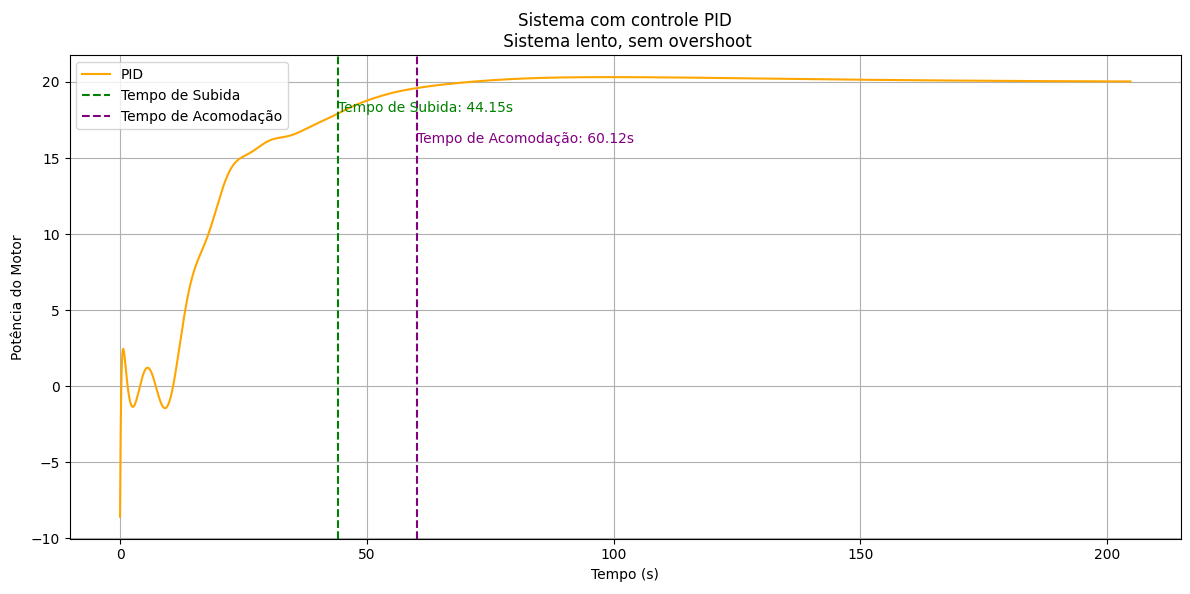 Sistema com controle PID
Sistema lento, sem overshoot
PID
Tempo de Subida
Tempo de Acomodação
Tempo de Subida: 44.15s
Tempo de Acomodação: 60.12s
Potência do Motor
20
15
10
5
0
−5
−10
0
50
100
150
200
Tempo (s)